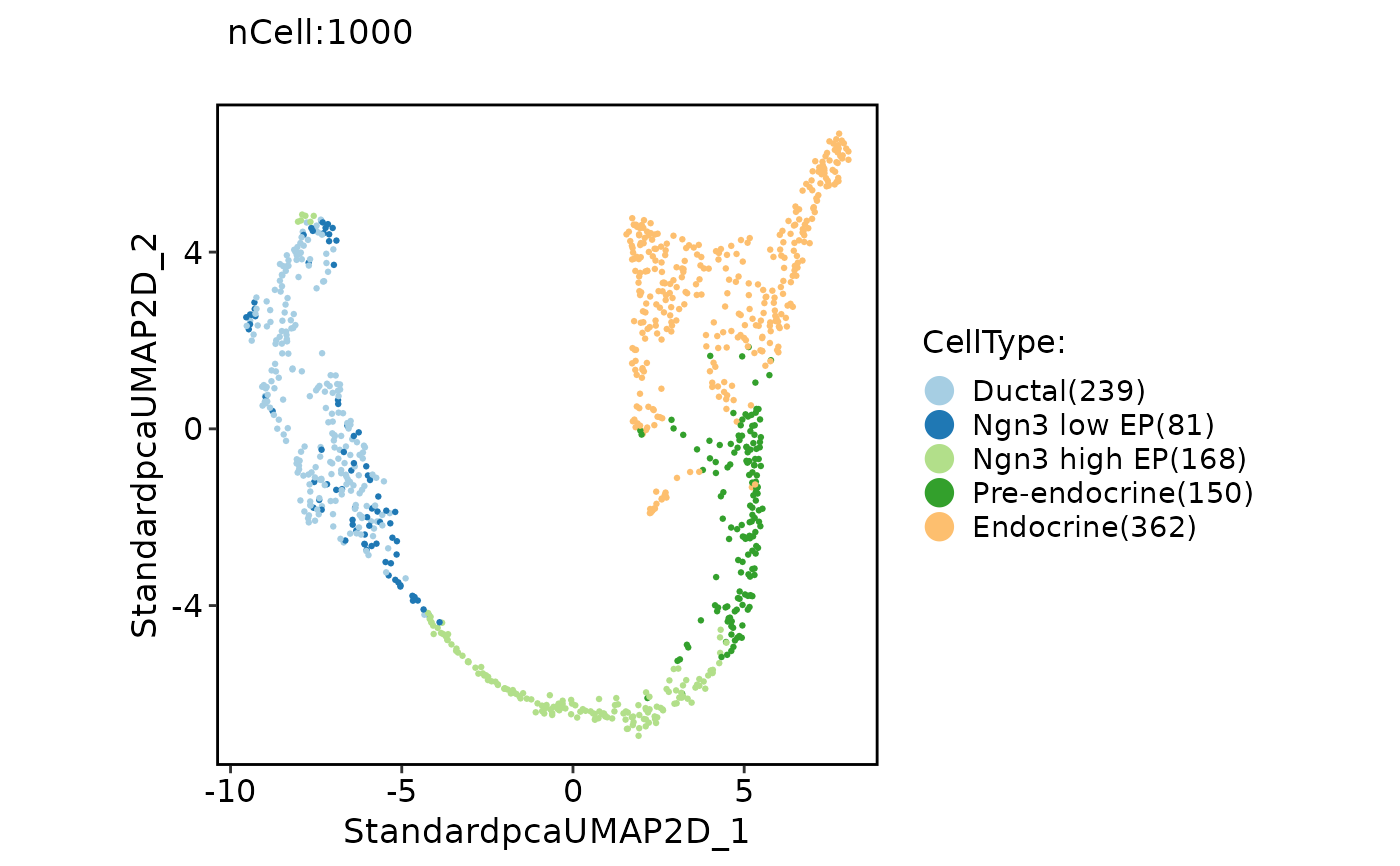 nCell:1000
StandardpcaUMAP2D_2
4
0
-4
-10
-5
0
5
StandardpcaUMAP2D_1
CellType:
Ductal(239)
Ngn3 low EP(81)
Ngn3 high EP(168)
Pre-endocrine(150)
Endocrine(362)